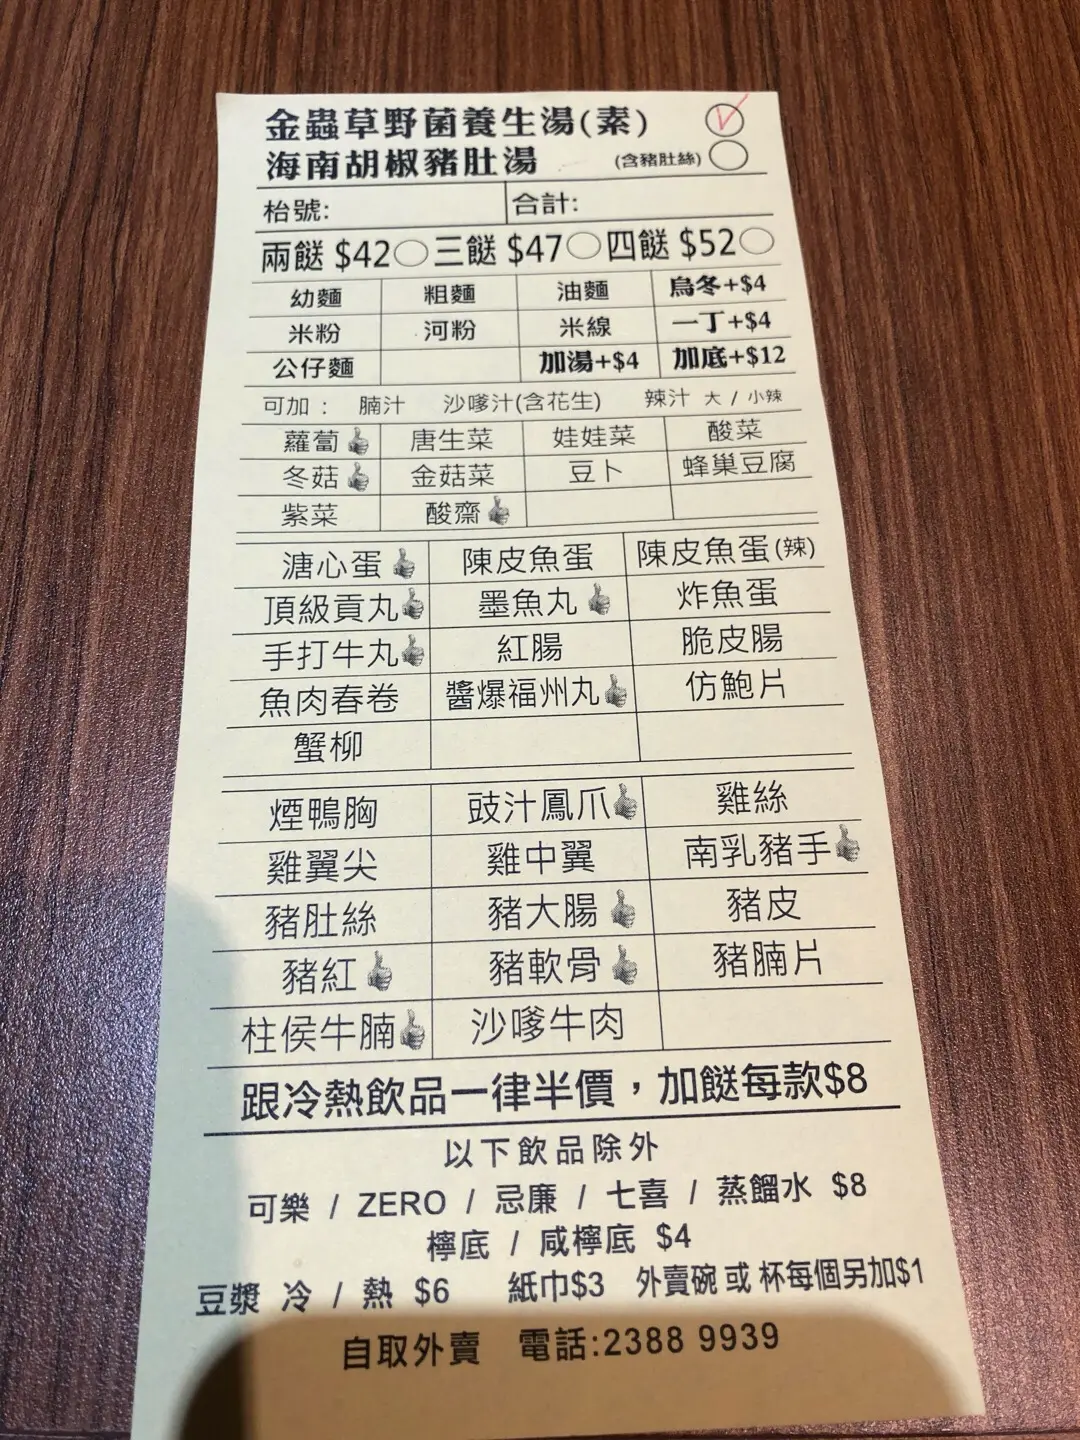 金蟲草野菌養生湯(素)
海南胡椒豬肚湯 (含豬肚絲)
枱號: 合計:
兩餸 $42 三餸 $47 四餸 $52
幼麵 粗麵 油麵 烏冬+$4
米粉 河粉 米線 一丁+$4
公仔麵 加湯+$4 加底+$12
可加 : 腩汁 沙嗲汁(含花生) 辣汁 大 / 小辣
蘿蔔 唐生菜 娃娃菜 酸菜
冬菇 金菇菜 豆卜 蜂巢豆腐
紫菜 酸齋
溏心蛋 陳皮魚蛋 陳皮魚蛋(辣)
頂級貢丸 墨魚丸 炸魚蛋
手打牛丸 紅腸 脆皮腸
魚肉春卷 醬爆福州丸 仿鮑片
蟹柳
煙鴨胸 豉汁鳳爪 雞絲
雞翼尖 雞中翼 南乳豬手
豬肚絲 豬大腸 豬皮
豬紅 豬軟骨 豬腩片
柱侯牛腩 沙嗲牛肉
跟冷熱飲品一律半價，加餸每款$8
以下飲品除外
可樂 / ZERO / 忌廉 / 七喜 / 蒸餾水 $8
檸底 / 咸檸底 $4
豆漿 冷 / 熱 $6 紙巾$3 外賣碗 或 杯每個另加$1
自取外賣 電話:2388 9939